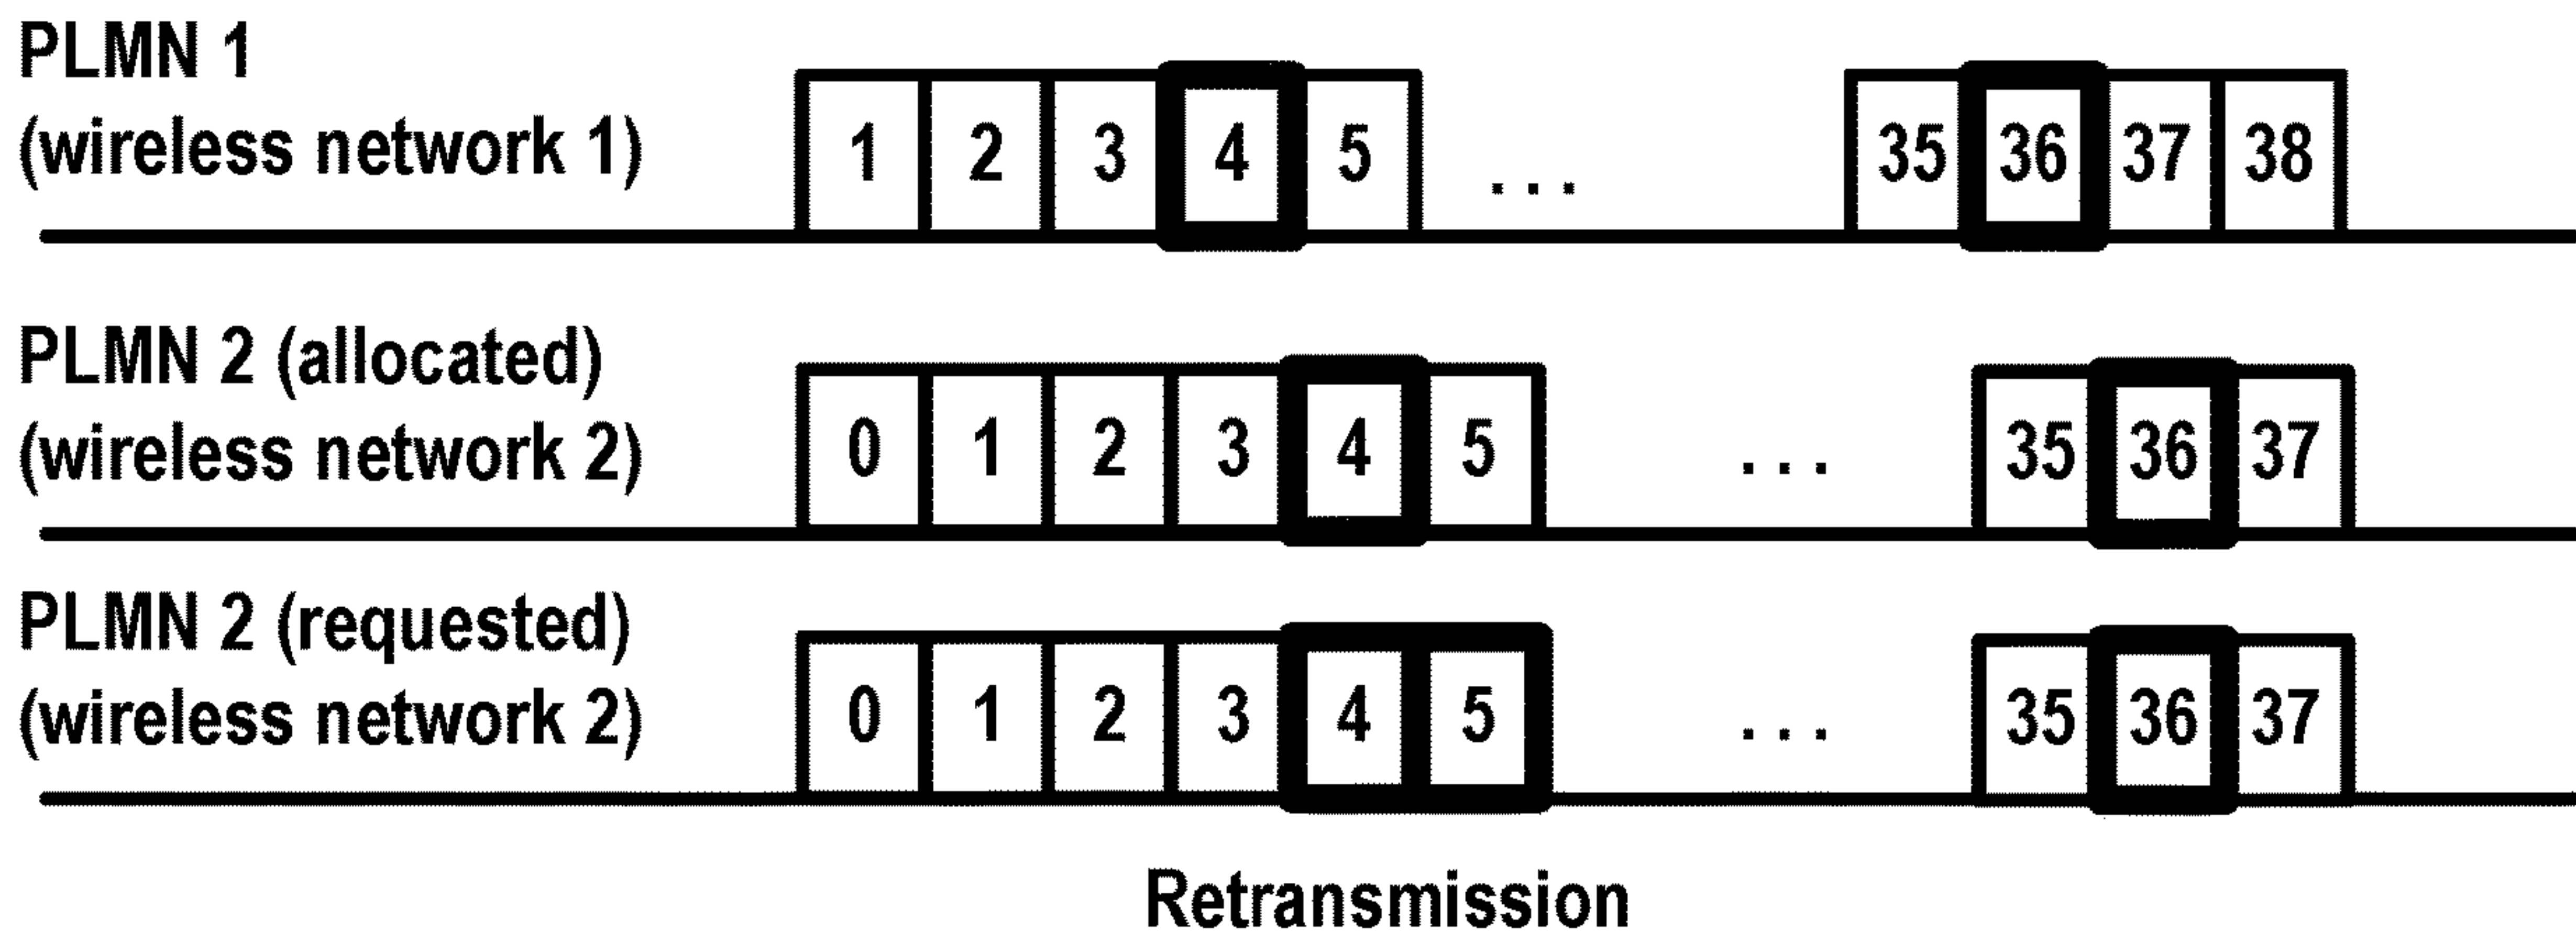 PLMN 1
(wireless network 1)
1 2 3 4 5 ... 35 36 37 38
PLMN 2 (allocated)
(wireless network 2)
0 1 2 3 4 5 ... 35 36 37
PLMN 2 (requested)
(wireless network 2)
0 1 2 3 4 5 ... 35 36 37
Retransmission